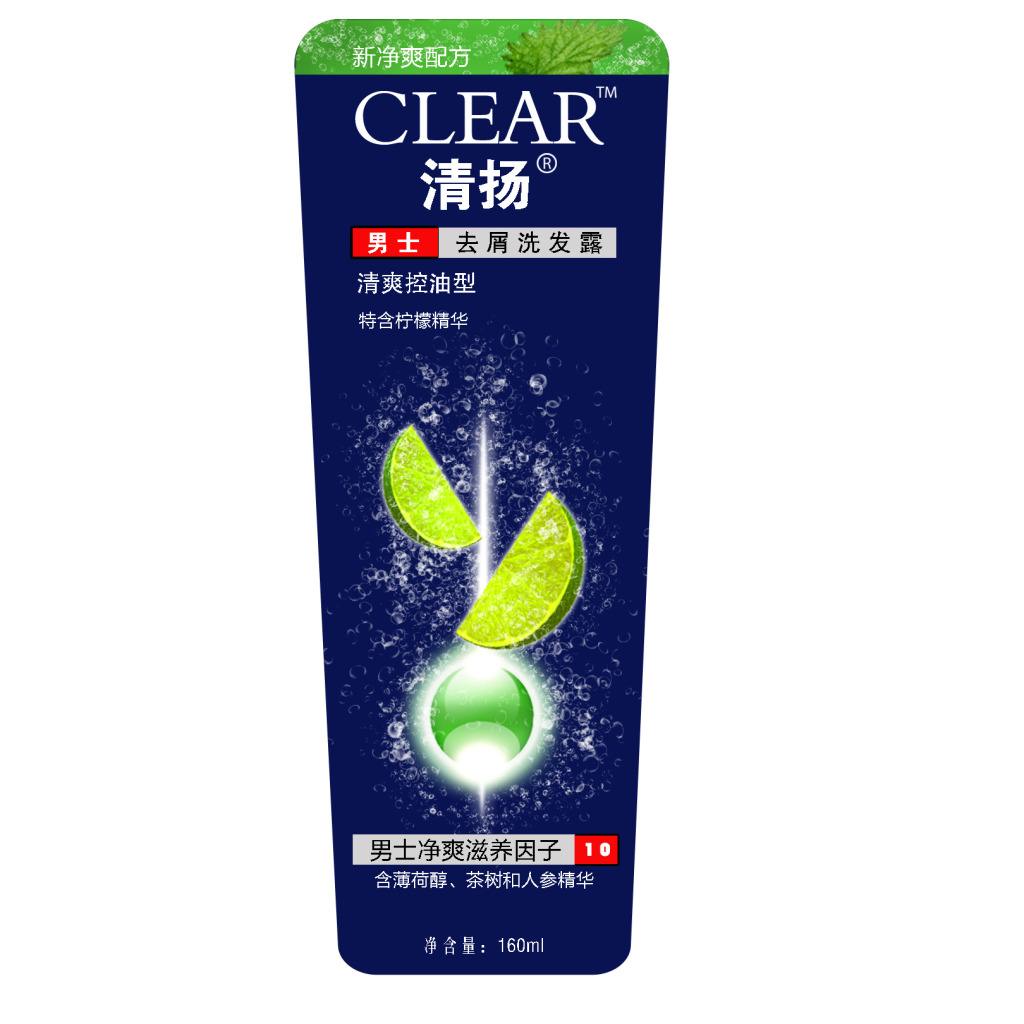 新净爽配方
CLEAR™
清扬®
男士 去屑洗发露
清爽控油型
特含柠檬精华
男士净爽滋养因子 10
含薄荷醇、茶树和人参精华
净含量：160ml